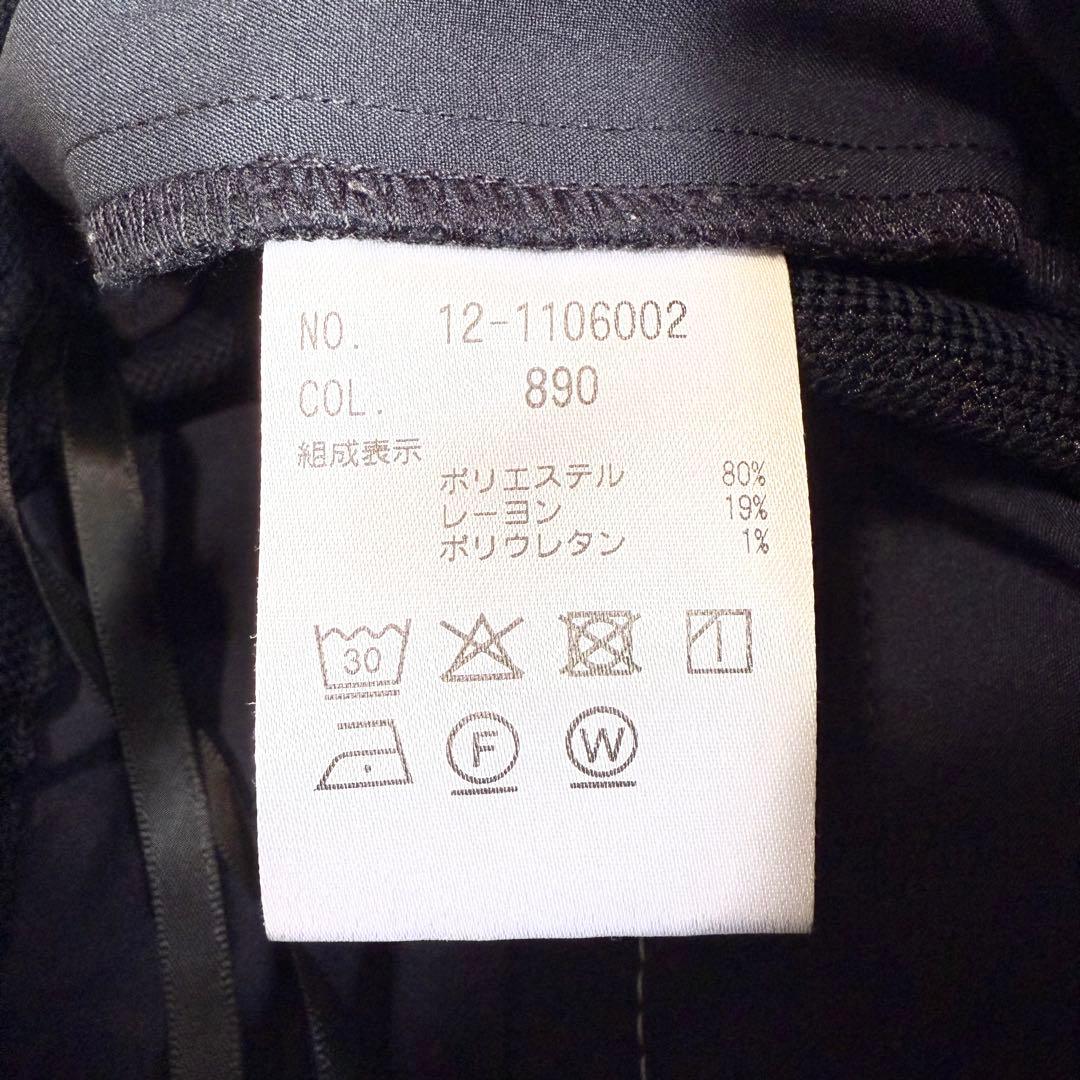 NO. 12-1106002
COL. 890
組成表示
ポリエステル 80%
レーヨン 19%
ポリウレタン 1%
30
F W